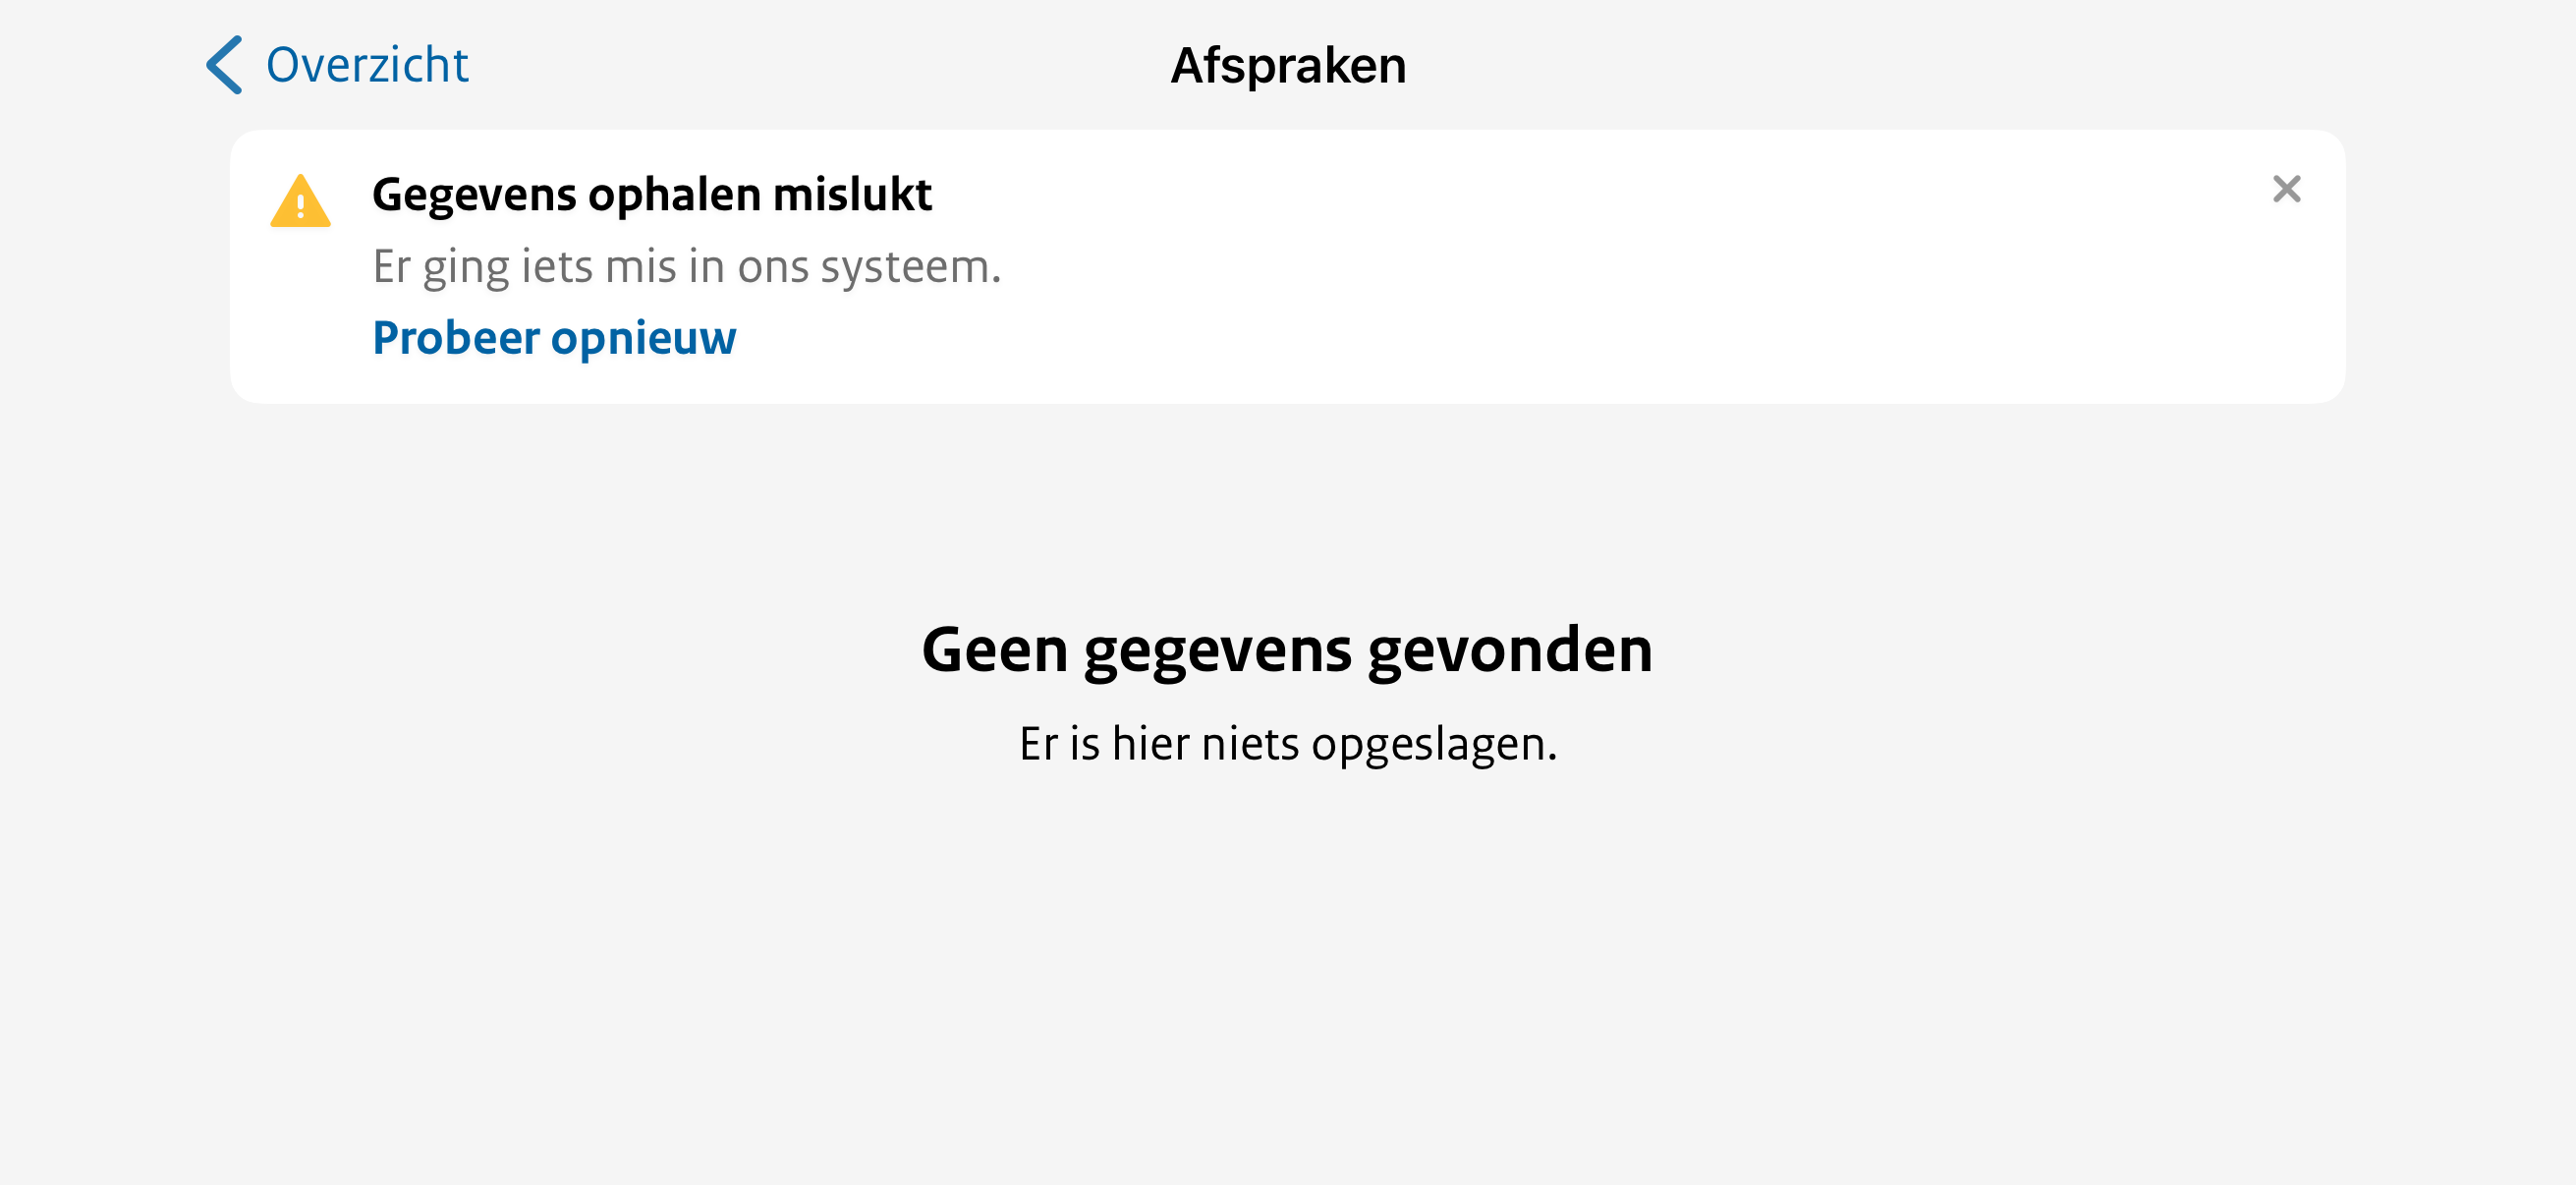 Overzicht
Afspraken
Gegevens ophalen mislukt
Er ging iets mis in ons systeem.
Probeer opnieuw
Geen gegevens gevonden
Er is hier niets opgeslagen.